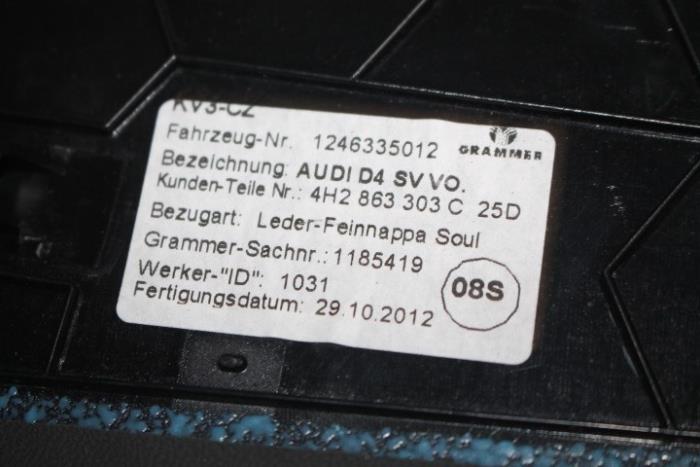 KV3-CZ
Fahrzeug-Nr. 1246335012 GRAMMER
Bezeichnung: AUDI D4 SV VO.
Kunden-Teile Nr.: 4H2 863 303 C 25D
Bezugart: Leder-Feinnappa Soul
Grammer-Sachnr.: 1185419
Werker-"ID": 1031 08S
Fertigungsdatum: 29.10.2012